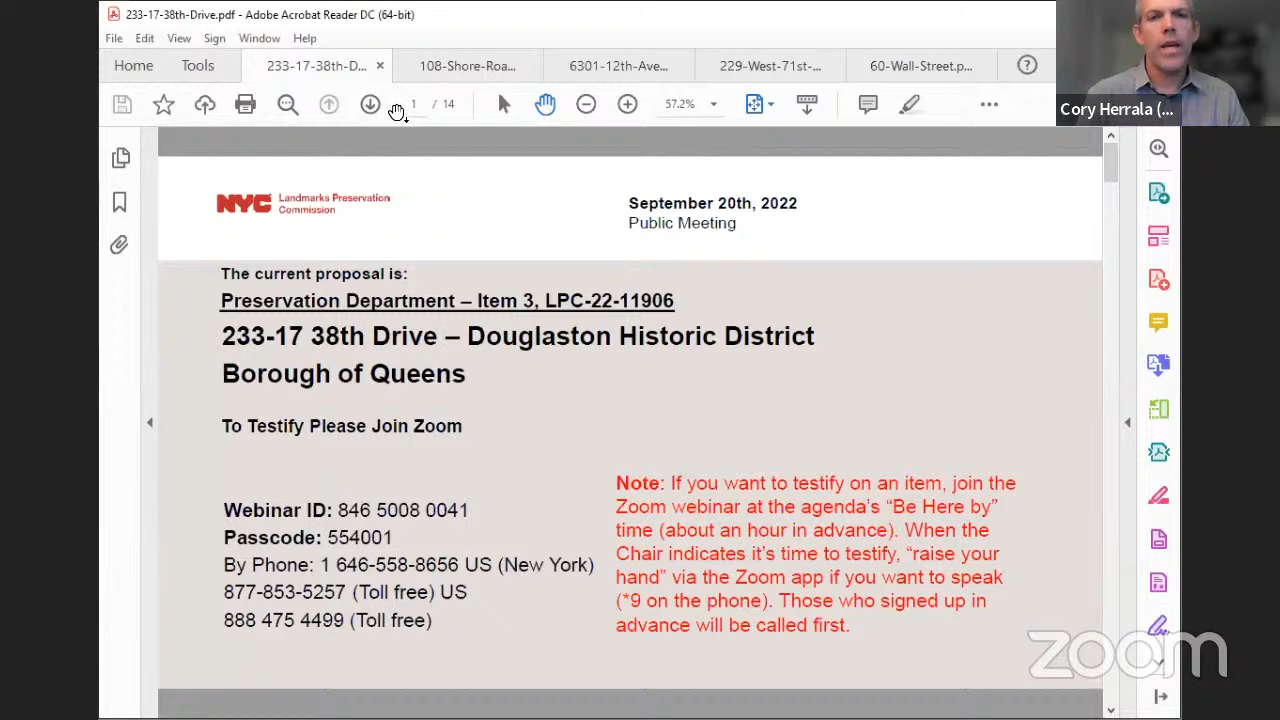 233-17-38th-Drive.pdf - Adobe Acrobat Reader DC (64-bit)
File Edit View Sign Window Help
Home Tools 233-17-38th-D... × 108-Shore-Roa... 6301-12th-Ave... 229-West-71st-... 60-Wall-Street.p...
1 / 14 57.2%
Cory Herrala (...
NYC Landmarks Preservation
Commission
September 20th, 2022
Public Meeting
The current proposal is:
Preservation Department – Item 3, LPC-22-11906
233-17 38th Drive – Douglaston Historic District
Borough of Queens
To Testify Please Join Zoom
Webinar ID: 846 5008 0041
Passcode: 554001
By Phone: 1 646-558-8656 US (New York)
877-853-5257 (Toll free) US
888 475 4499 (Toll free)
Note: If you want to testify on an item, join the
Zoom webinar at the agenda’s “Be Here by”
time (about an hour in advance). When the
Chair indicates it’s time to testify, “raise your
hand” via the Zoom app if you want to speak
(*9 on the phone). Those who signed up in
advance will be called first.
zoom